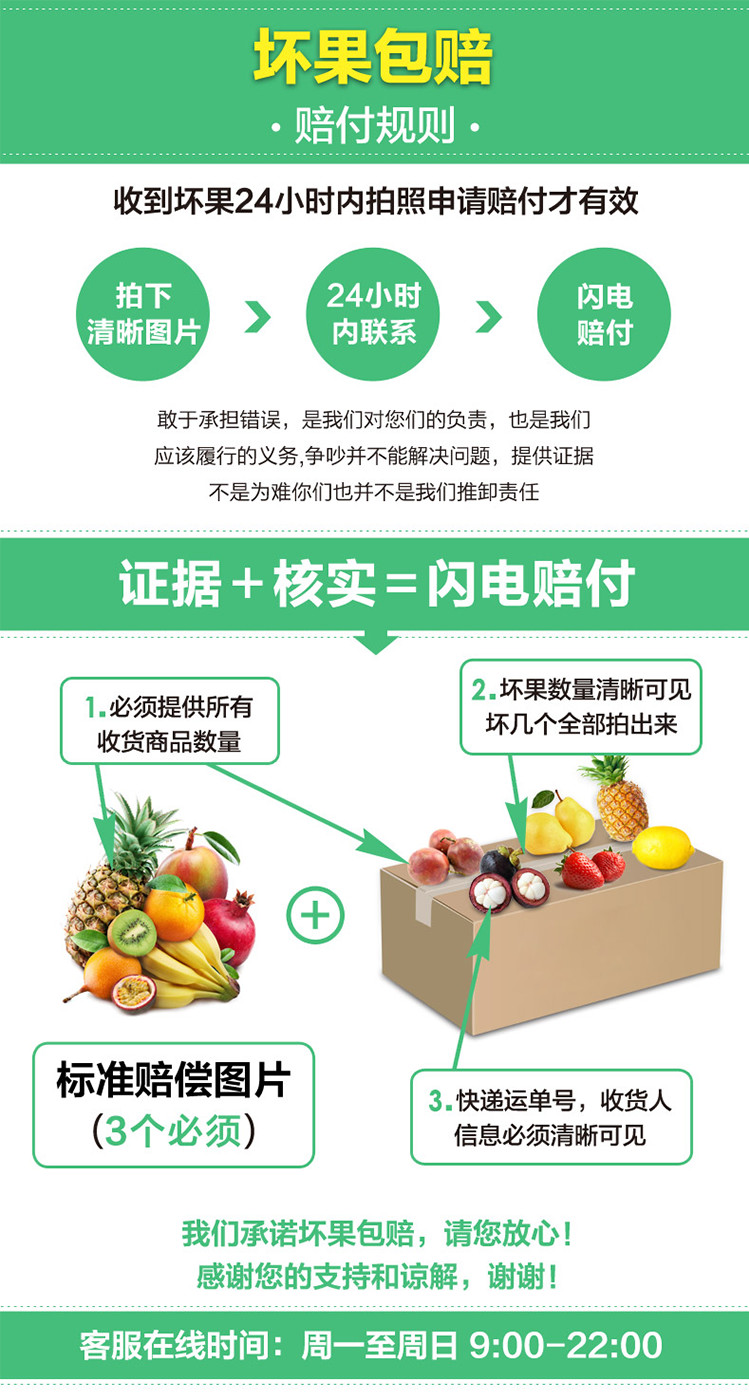 坏果包赔
·赔付规则·
收到坏果24小时内拍照申请赔付才有效
拍下
清晰图片
24小时
内联系
闪电
赔付
敢于承担错误，是我们对您们的负责，也是我们
应该履行的义务,争吵并不能解决问题，提供证据
不是为难你们也并不是我们推卸责任
证据+核实=闪电赔付
1.必须提供所有
收货商品数量
2.坏果数量清晰可见
坏几个全部拍出来
标准赔偿图片
(3个必须)
3.快递运单号，收货人
信息必须清晰可见
我们承诺坏果包赔，请您放心！
感谢您的支持和谅解，谢谢！
客服在线时间：周一至周日 9:00-22:00